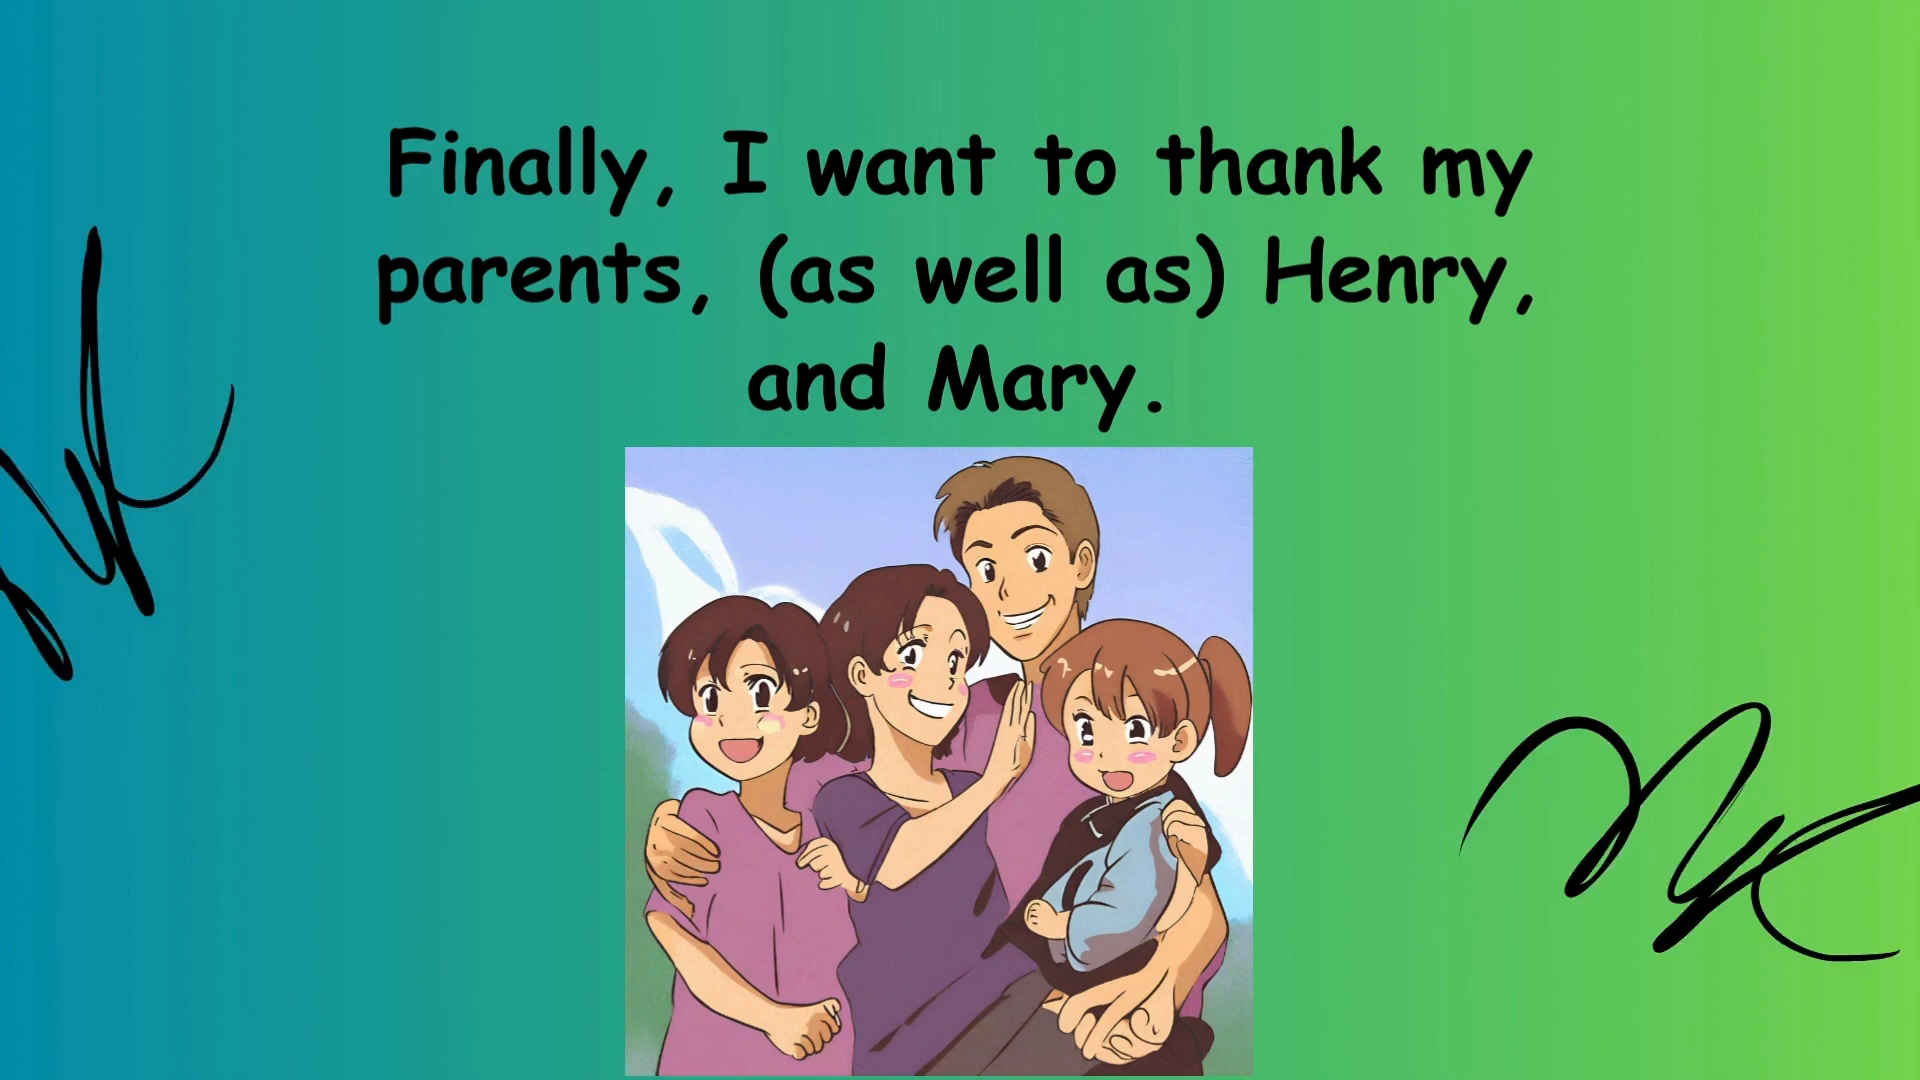 Finally, I want to thank my
parents, (as well as) Henry,
and Mary.